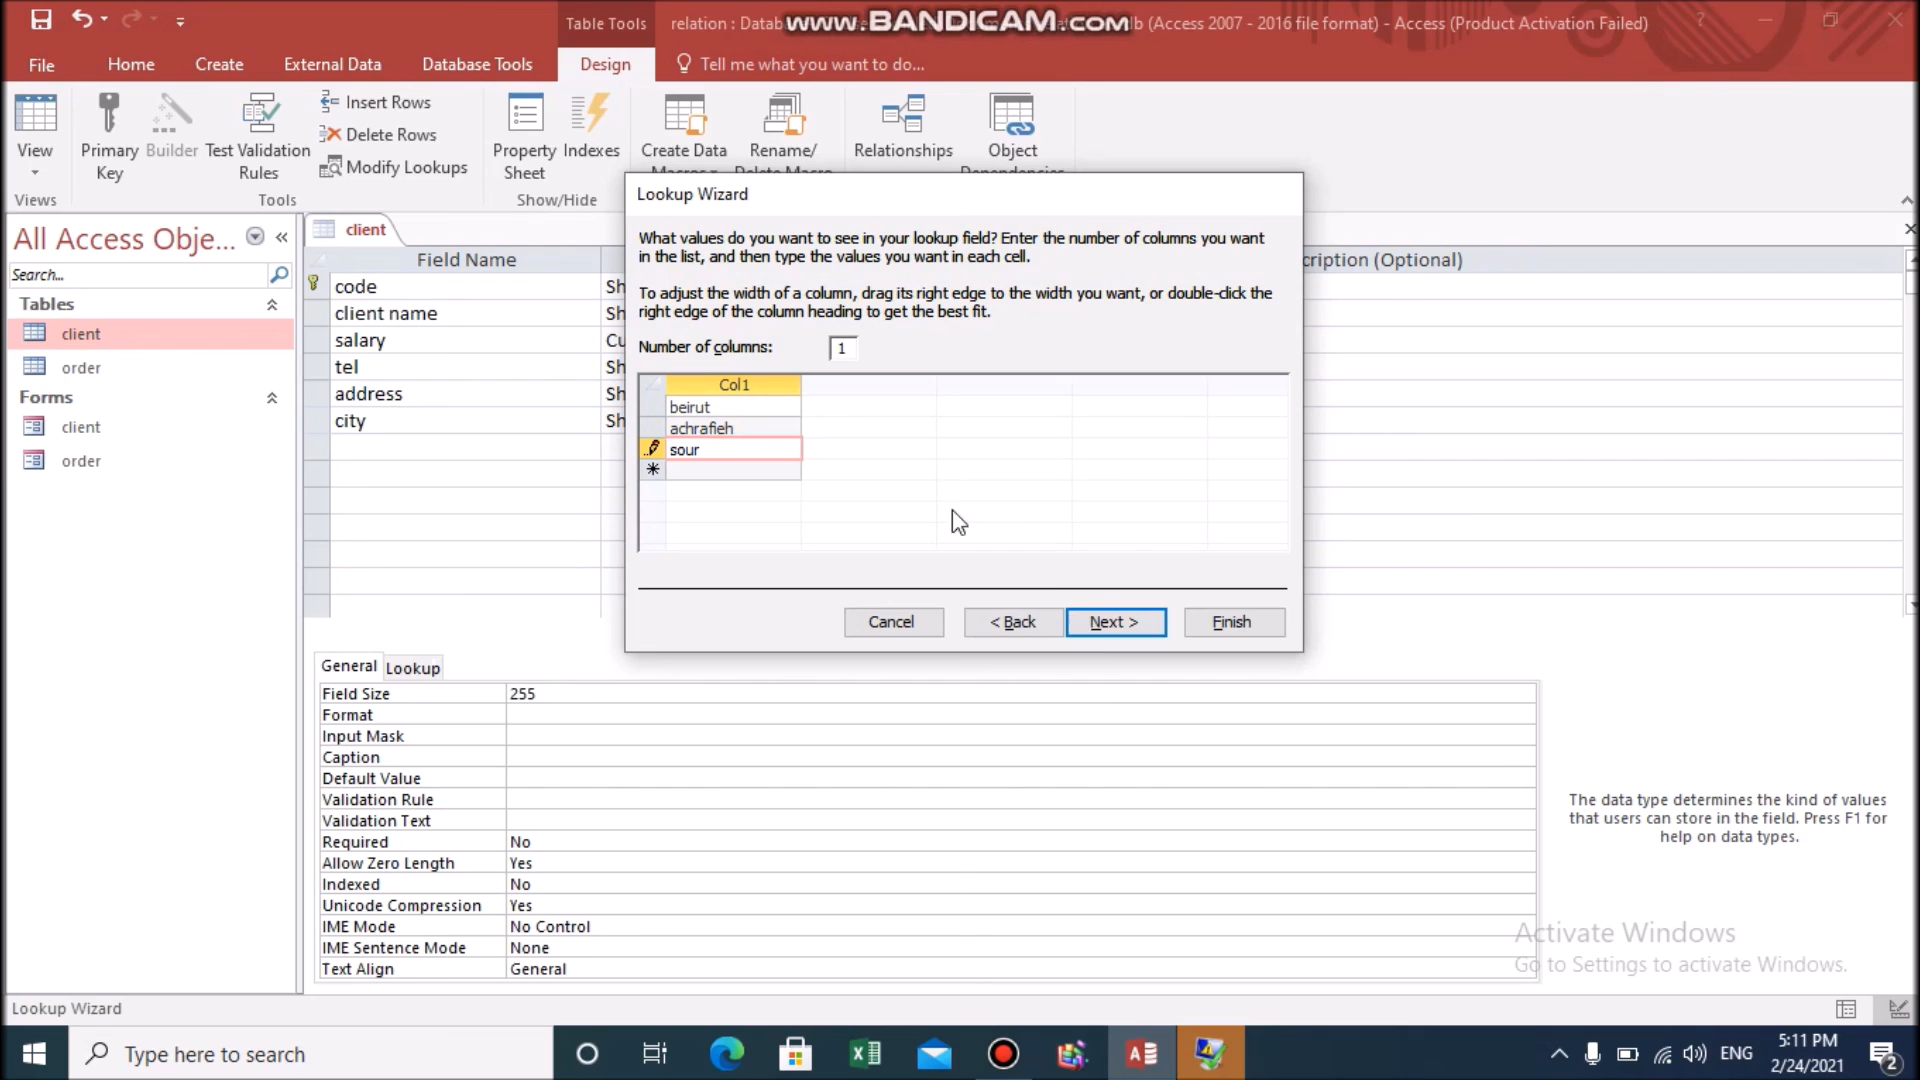 Table Tools
relation : Datab
www.BANDICAM.com
b (Access 2007 - 2016 file format) - Access (Product Activation Failed)
File
Home
Create
External Data
Database Tools
Design
Tell me what you want to do...
View
Primary
Key
Builder
Test Validation
Rules
Insert Rows
Delete Rows
Modify Lookups
Property
Sheet
Indexes
Create Data
Rename/
Relationships
Object
Views
Tools
Show/Hide
All Access Obje...
Search...
Tables
client
order
Forms
client
order
client
Field Name
cription (Optional)
code
Sh
client name
Sh
salary
Cu
tel
Sh
address
Sh
city
Sh
Lookup Wizard
What values do you want to see in your lookup field? Enter the number of columns you want
in the list, and then type the values you want in each cell.
To adjust the width of a column, drag its right edge to the width you want, or double-click the
right edge of the column heading to get the best fit.
Number of columns:
1
Col1
beirut
achrafieh
sour
Cancel
< Back
Next >
Finish
General
Lookup
Field Size
255
Format
Input Mask
Caption
Default Value
Validation Rule
Validation Text
Required
No
Allow Zero Length
Yes
Indexed
No
Unicode Compression
Yes
IME Mode
No Control
IME Sentence Mode
None
Text Align
General
The data type determines the kind of values
that users can store in the field. Press F1 for
help on data types.
Activate Windows
Go to Settings to activate Windows.
Lookup Wizard
Type here to search
ENG
5:11 PM
2/24/2021
2